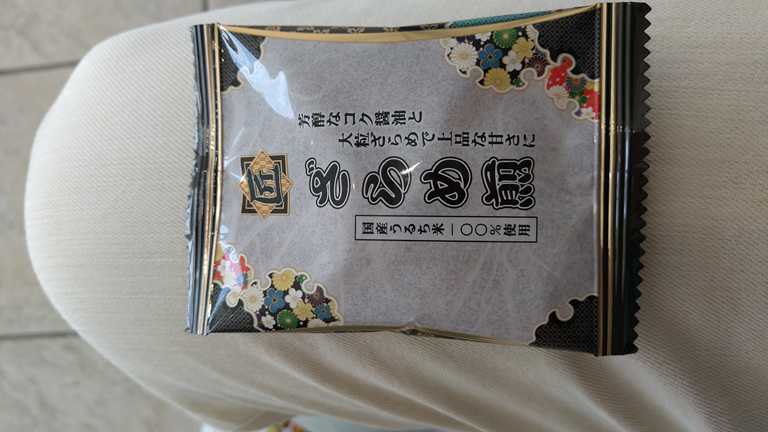 芳醇なコク醤油と
大粒ざらめで上品な甘さに
匠
ざらめ煎
国産うるち米一〇〇%使用